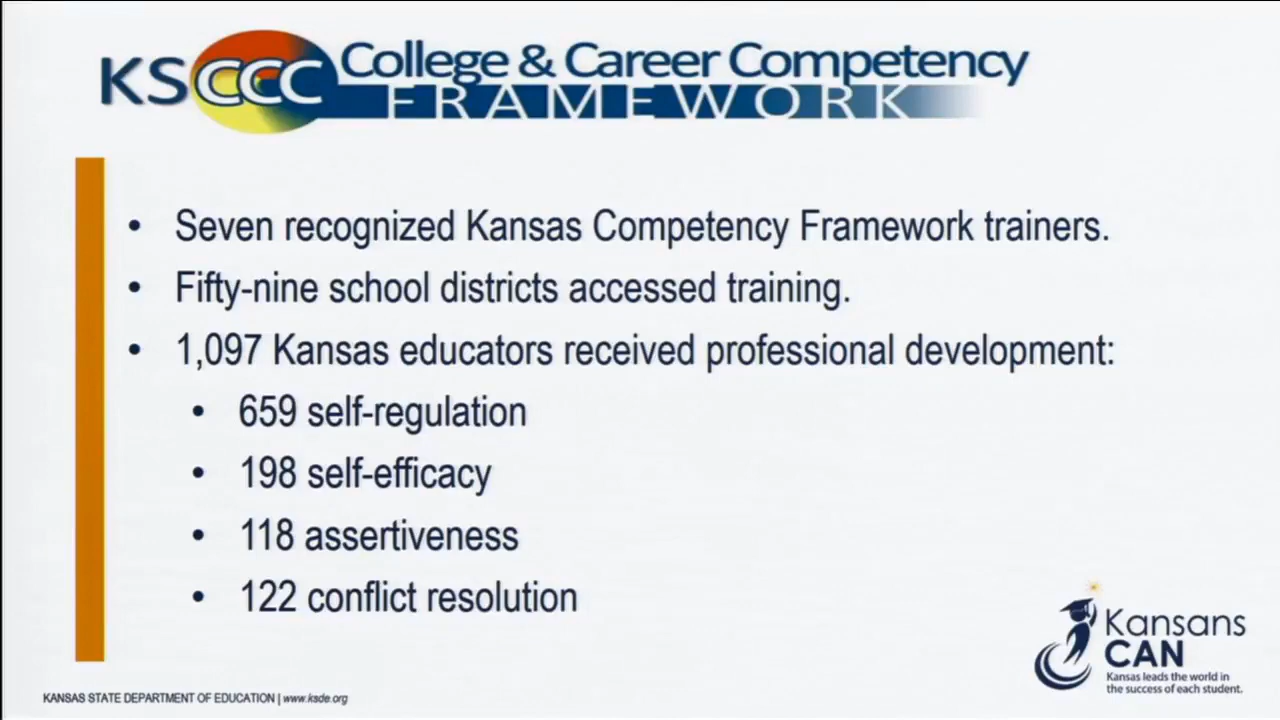 KSCCC College & Career Competency
FRAMEWORK
• Seven recognized Kansas Competency Framework trainers.
• Fifty-nine school districts accessed training.
• 1,097 Kansas educators received professional development:
• 659 self-regulation
• 198 self-efficacy
• 118 assertiveness
• 122 conflict resolution
Kansans
CAN
Kansas leads the world in
the success of each student.
KANSAS STATE DEPARTMENT OF EDUCATION | www.ksde.org